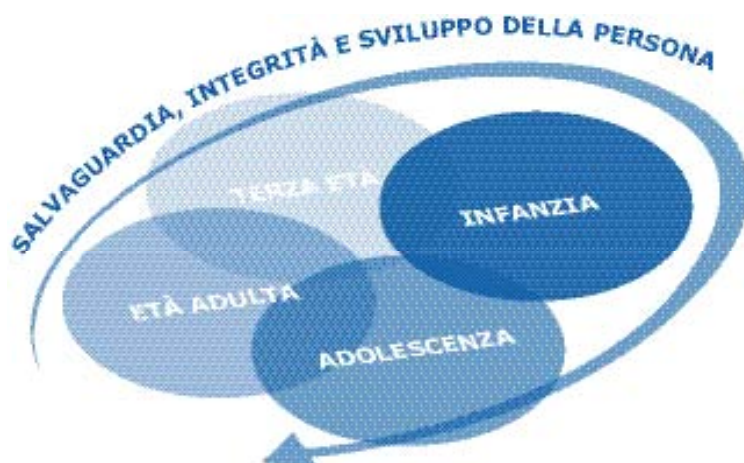 SALVAGUARDIA, INTEGRITÀ E SVILUPPO DELLA PERSONA
TERZA ETÀ
INFANZIA
ETÀ ADULTA
ADOLESCENZA